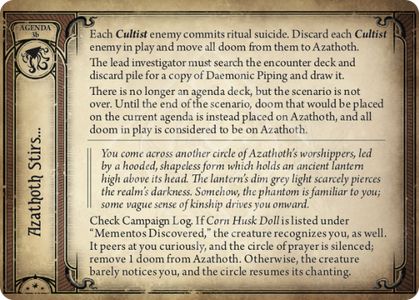 AGENDA
3b
Azathoth Stirs...
Each Cultist enemy commits ritual suicide. Discard each Cultist
enemy in play and move all doom from them to Azathoth.
The lead investigator must search the encounter deck and
discard pile for a copy of Daemonic Piping and draw it.
There is no longer an agenda deck, but the scenario is not
over. Until the end of the scenario, doom that would be placed
on the current agenda is instead placed on Azathoth, and all
doom in play is considered to be on Azathoth.
You come across another circle of Azathoth's worshippers, led
by a hooded, shapeless form which holds an ancient lantern
high above its head. The lantern's dim grey light scarcely pierces
the realm's darkness. Somehow, the phantom is familiar to you;
some vague sense of kinship drives you onward.
Check Campaign Log. If Corn Husk Doll is listed under
"Mementos Discovered," the creature recognizes you, as well.
It peers at you curiously, and the circle of prayer is silenced;
remove 1 doom from Azathoth. Otherwise, the creature
barely notices you, and the circle resumes its chanting.